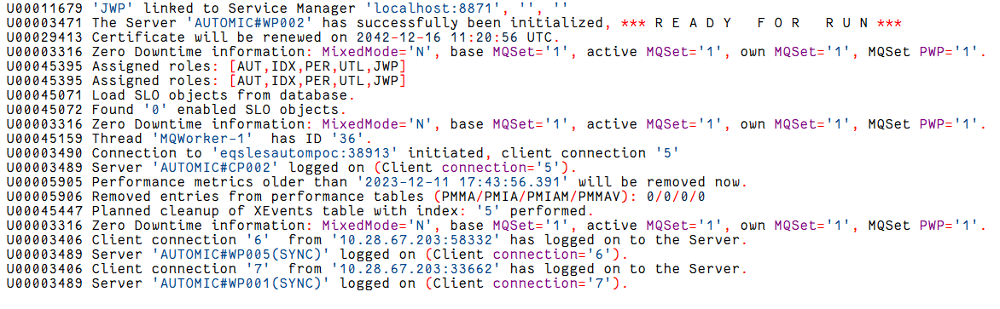 U00011679 'JWP' linked to Service Manager 'localhost:8871', '', ''
U00003471 The Server 'AUTOMIC#WP002' has successfully been initialized, *** R E A D Y   F O R   R U N ***
U00029413 Certificate will be renewed on 2042-12-16 11:20:56 UTC.
U00003316 Zero Downtime information: MixedMode='N', base MQSet='1', active MQSet='1', own MQSet='1', MQSet PWP='1'.
U00045395 Assigned roles: [AUT,IDX,PER,UTL,JWP]
U00045395 Assigned roles: [AUT,IDX,PER,UTL,JWP]
U00045071 Load SLO objects from database.
U00045072 Found '0' enabled SLO objects.
U00003316 Zero Downtime information: MixedMode='N', base MQSet='1', active MQSet='1', own MQSet='1', MQSet PWP='1'.
U00045159 Thread 'MQWorker-1'  has ID '36'.
U00003490 Connection to 'eqslesautompoc:38913' initiated, client connection '5'
U00003489 Server 'AUTOMIC#CP002' logged on (Client connection='5').
U00005905 Performance metrics older than '2023-12-11 17:43:56.391' will be removed now.
U00005906 Removed entries from performance tables (PMMA/PMIA/PMIAM/PMMAV): 0/0/0/0
U00045447 Planned cleanup of XEvents table with index: '5' performed.
U00003316 Zero Downtime information: MixedMode='N', base MQSet='1', active MQSet='1', own MQSet='1', MQSet PWP='1'.
U00003406 Client connection '6'  from '10.28.67.203:58332' has logged on to the Server.
U00003489 Server 'AUTOMIC#WP005(SYNC)' logged on (Client connection='6').
U00003406 Client connection '7'  from '10.28.67.203:33662' has logged on to the Server.
U00003489 Server 'AUTOMIC#WP001(SYNC)' logged on (Client connection='7').